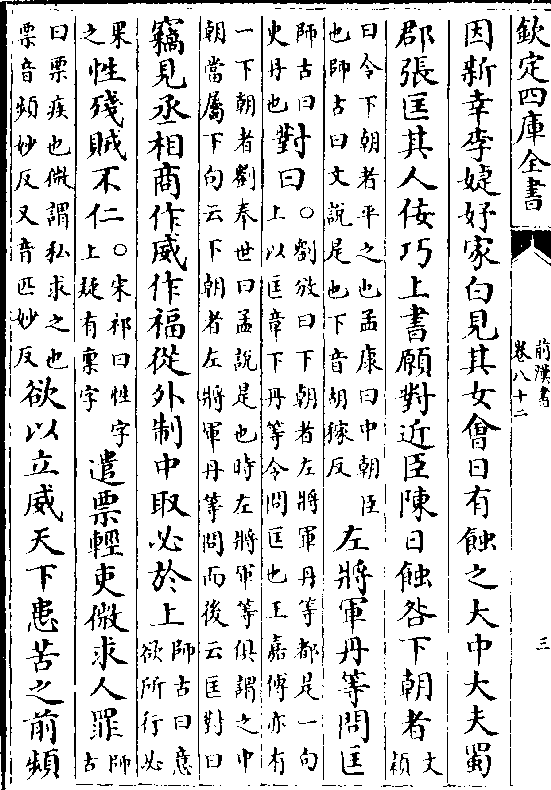 欽定四庫全書
前漢書
卷八十二
三
因新幸李婕妤家白見其女會日有蝕之大中大夫蜀
郡張匡其人佞巧上書願對近臣陳日蝕咎下朝者
文
穎
曰令下朝者平之也孟康曰中朝臣
也師古曰文說是也下音胡稼反
左將軍丹等問匡
師古曰
史丹也
對曰
○劉攽曰下朝者左將軍丹等都是一句
上以匡章下丹等令問匡也王嘉傳亦有
一下朝者劉奉世曰孟說是也時左將軍等俱謂之中
朝當屬下句云下朝者左將軍丹等問而後云匡對曰
竊見丞相商作威作福從外制中取必於上
師古曰意
欲所行必
果
之
性殘賊不仁
○宋祁曰性字
上疑有稟字
遣票輕吏微求人罪
師
古
曰票疾也微謂私求之也
票音頻妙反又音匹妙反
欲以立威天下患苦之前頻